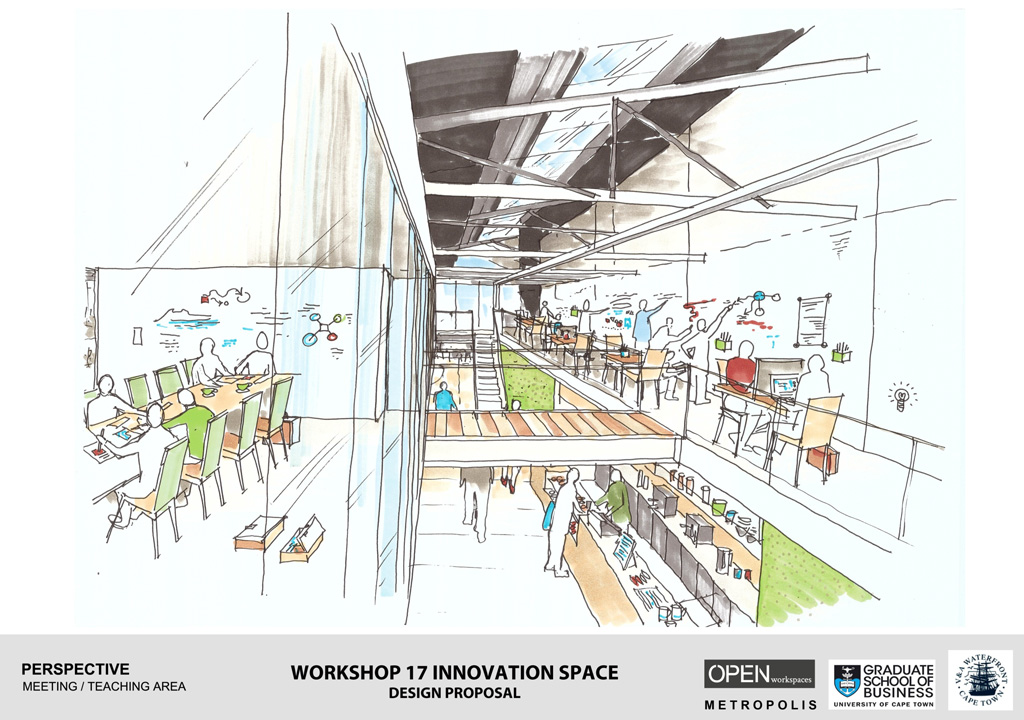 PERSPECTIVE
MEETING / TEACHING AREA
WORKSHOP 17 INNOVATION SPACE
DESIGN PROPOSAL
OPEN workspaces
METROPOLIS
GRADUATE
SCHOOL OF
BUSINESS
UNIVERSITY OF CAPE TOWN
V&A WATERFRONT
CAPE TOWN